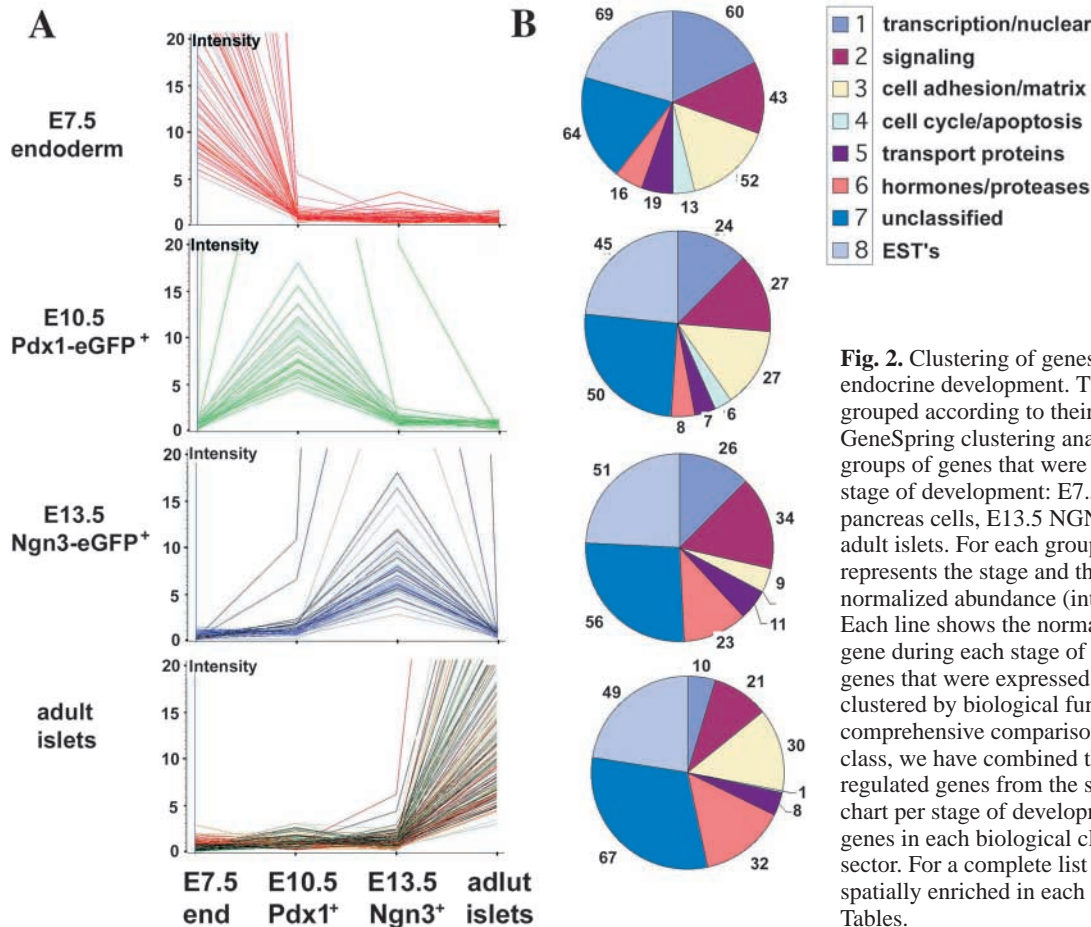 A
Intensity
20
15
10
5
0
E7.5
endoderm
Intensity
20
15
10
5
0
E10.5
Pdx1-eGFP +
Intensity
20
15
10
5
0
E13.5
Ngn3-eGFP+
Intensity
20
15
10
5
0
adult
islets
E7.5 E10.5 E13.5 adlut
end Pdx1+ Ngn3+ islets
B
69 60
43
64
52
16 19 13
45 24
27
50 27
8 7 6
51 26
34
9
56 11
23
49 10 21
30
1
8
67 32
1 transcription/nuclear
2 signaling
3 cell adhesion/matrix
4 cell cycle/apoptosis
5 transport proteins
6 hormones/proteases
7 unclassified
8 EST's
Fig. 2. Clustering of genes
endocrine development. T
grouped according to their
GeneSpring clustering ana
groups of genes that were
stage of development: E7.
pancreas cells, E13.5 NGN
adult islets. For each group
represents the stage and th
normalized abundance (int
Each line shows the norma
gene during each stage of
genes that were expressed
clustered by biological fun
comprehensive compariso
class, we have combined t
regulated genes from the s
chart per stage of developm
genes in each biological cl
sector. For a complete list
spatially enriched in each
Tables.